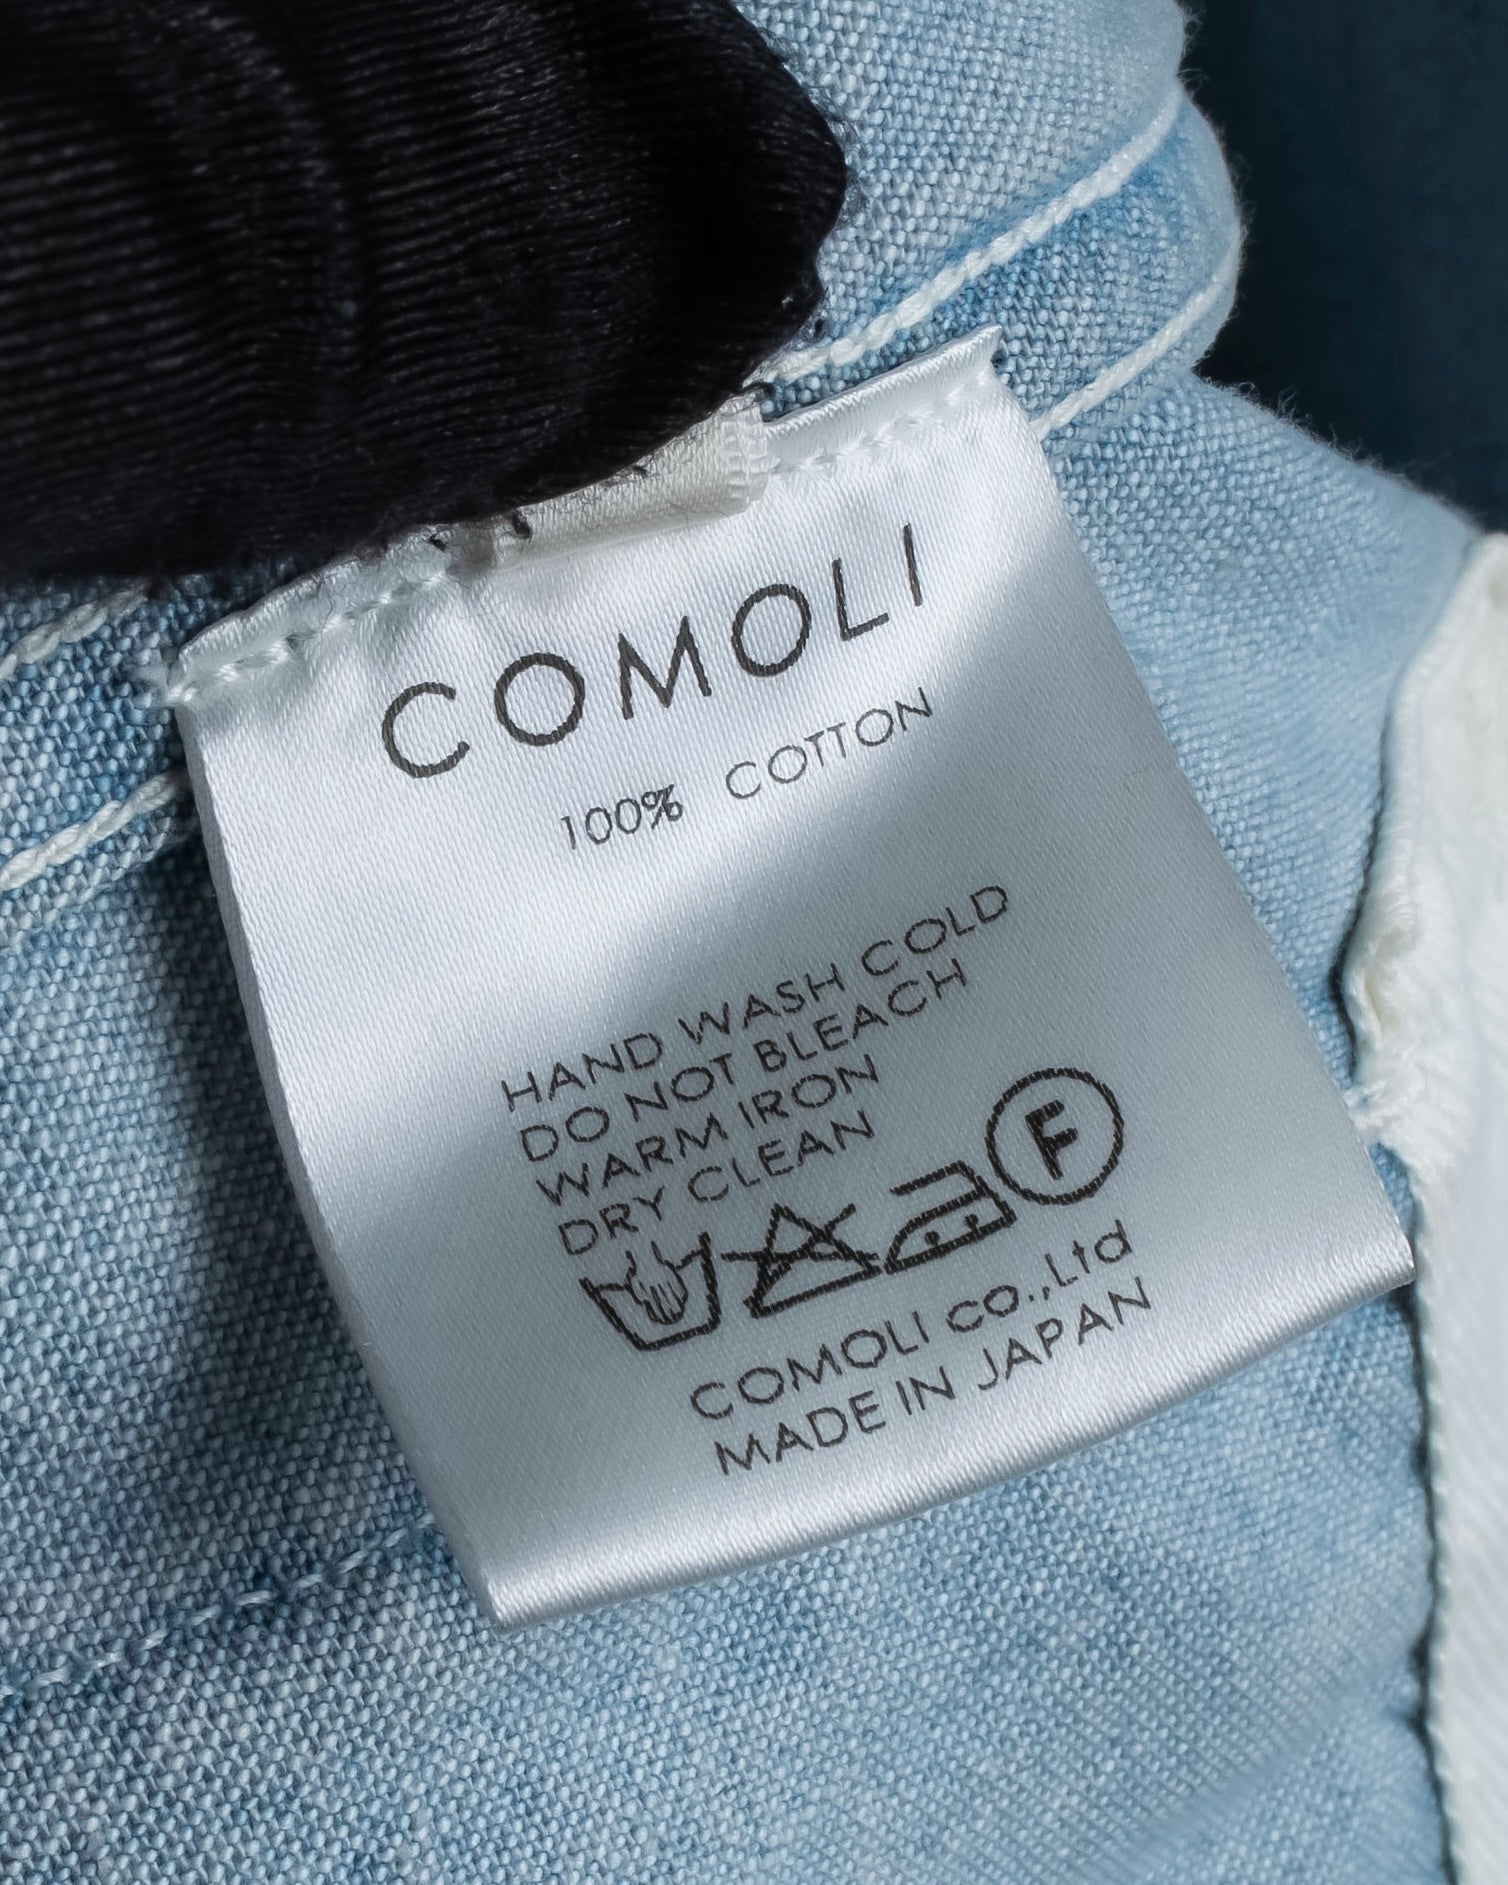 COMOLI
100% COTTON
HAND WASH COLD
DO NOT BLEACH
WARM IRON
DRY CLEAN
F
COMOLI co.,Ltd
MADE IN JAPAN